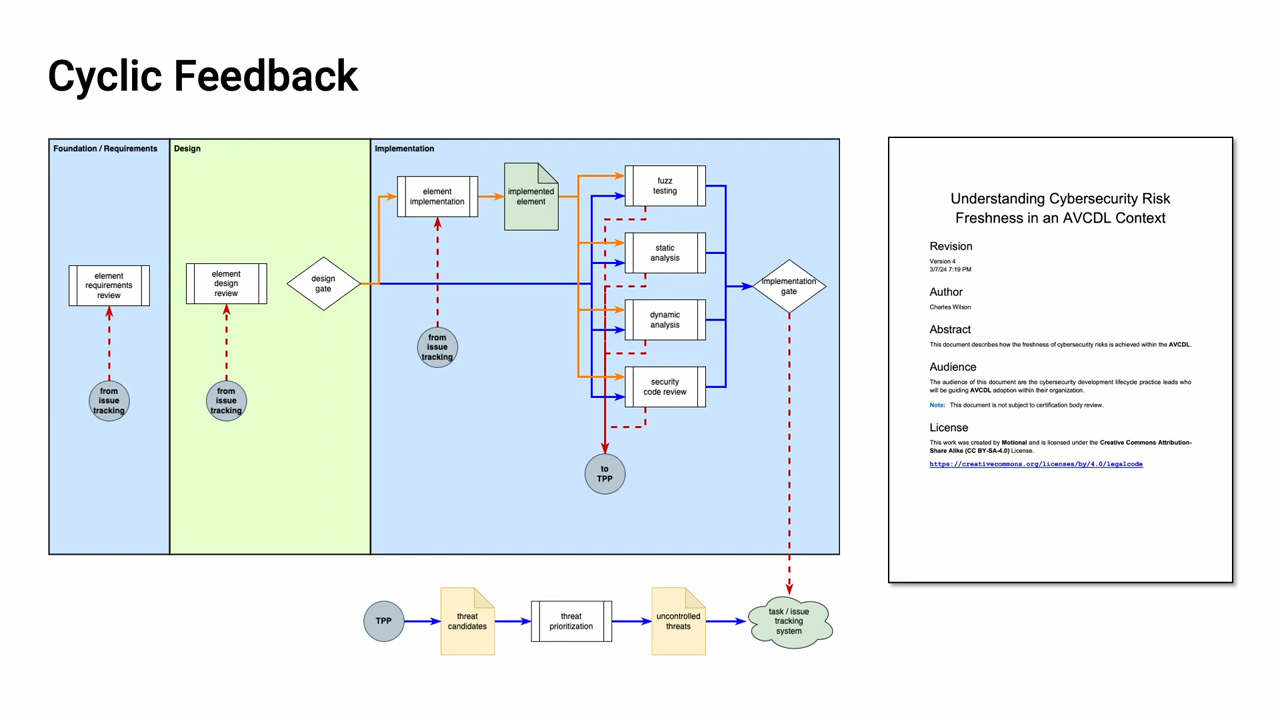 Cyclic Feedback
Foundation / Requirements
Design
Implementation
element
requirements
review
from
issue
tracking
element
design
review
from
issue
tracking
design
gate
element
implementation
from
issue
tracking
implemented
element
fuzz
testing
static
analysis
dynamic
analysis
security
code review
to
TPP
implementation
gate
TPP
threat
candidates
threat
prioritization
uncontrolled
threats
task / issue
tracking
system
Understanding Cybersecurity Risk
Freshness in an AVCDL Context
Revision
Version 4
3/7/24 7:19 PM
Author
Charles Wilson
Abstract
This document describes how the freshness of cybersecurity risks is achieved within the AVCDL.
Audience
The audience of this document are the cybersecurity development lifecycle practice leads who
will be guiding AVCDL adoption within their organization.
Note: This document is not subject to certification body review.
License
This work was created by Motional and is licensed under the Creative Commons Attribution-
Share Alike (CC BY-SA-4.0) License.
https://creativecommons.org/licenses/by/4.0/legalcode